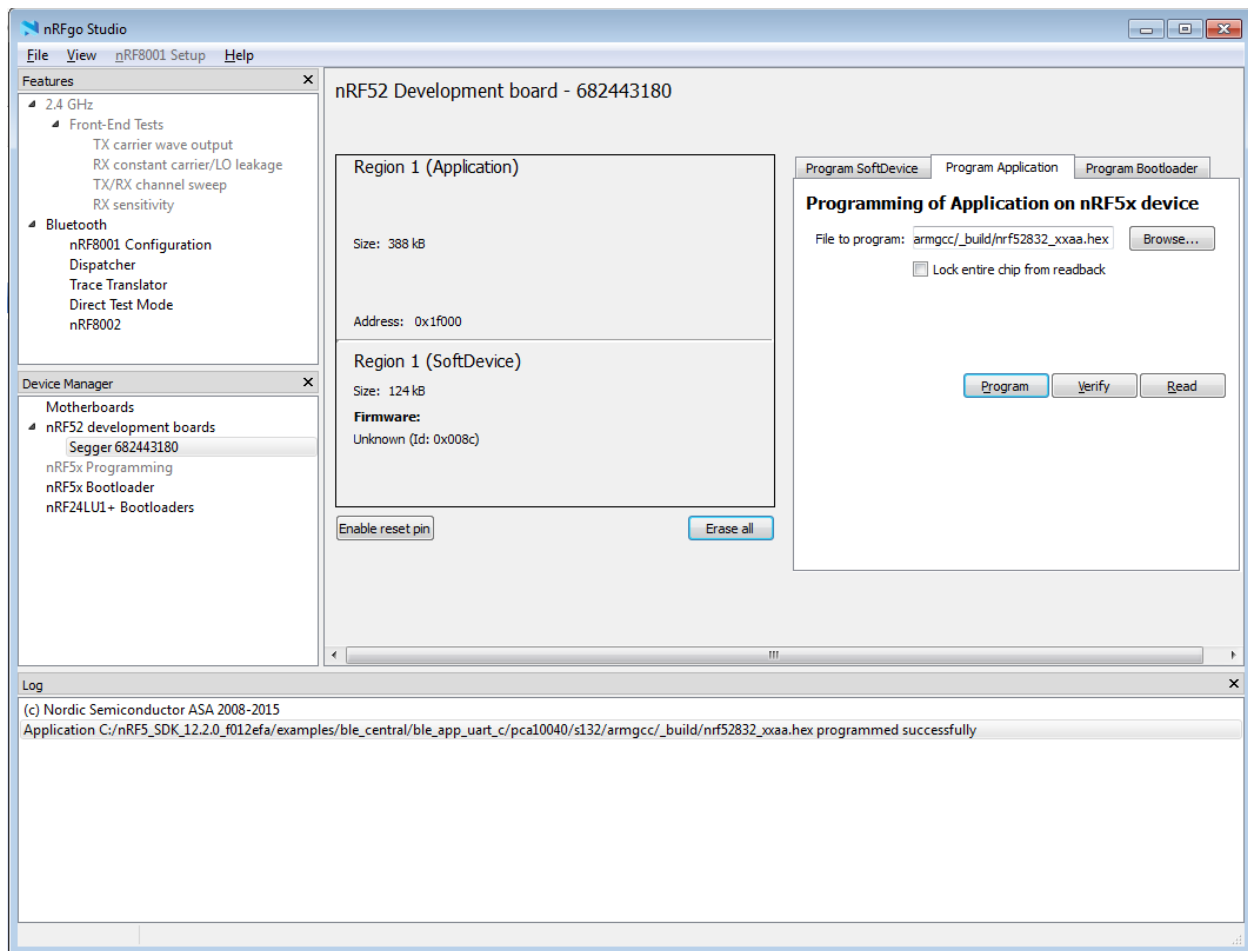 nRFgo Studio
File View nRF8001 Setup Help
Features
2.4 GHz
Front-End Tests
TX carrier wave output
RX constant carrier/LO leakage
TX/RX channel sweep
RX sensitivity
Bluetooth
nRF8001 Configuration
Dispatcher
Trace Translator
Direct Test Mode
nRF8002
Device Manager
Motherboards
nRF52 development boards
Segger 682443180
nRF5x Programming
nRF5x Bootloader
nRF24LU1+ Bootloaders
nRF52 Development board - 682443180
Region 1 (Application)
Size: 388 kB
Address: 0x1f000
Region 1 (SoftDevice)
Size: 124 kB
Firmware:
Unknown (Id: 0x008c)
Enable reset pin
Erase all
Program SoftDevice Program Application Program Bootloader
Programming of Application on nRF5x device
File to program: armgcc/_build/nrf52832_xxaa.hex Browse...
Lock entire chip from readback
Program Verify Read
Log
(c) Nordic Semiconductor ASA 2008-2015
Application C:/nRF5_SDK_12.2.0_f012efa/examples/ble_central/ble_app_uart_c/pca10040/s132/armgcc/_build/nrf52832_xxaa.hex programmed successfully